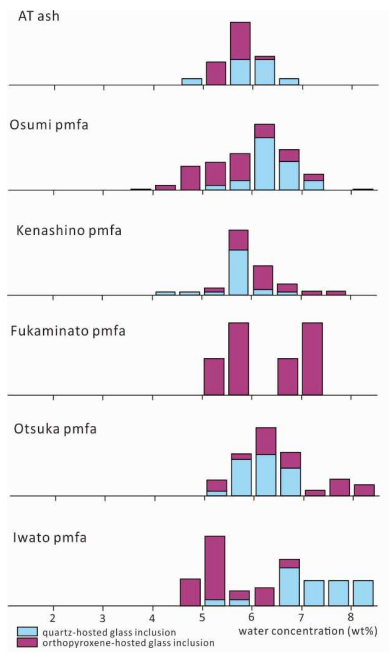 AT ash
Osumi pmfa
Kenashino pmfa
Fukaminato pmfa
Otsuka pmfa
Iwato pmfa
2 3 4 5 6 7 8
quartz-hosted glass inclusion water concentration (wt%)
orthopyroxene-hosted glass inclusion